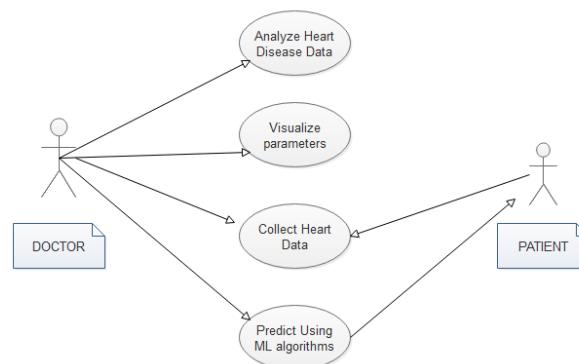 Analyze Heart
Disease Data
Visualize
parameters
DOCTOR
Collect Heart
Data
PATIENT
Predict Using
ML algorithms